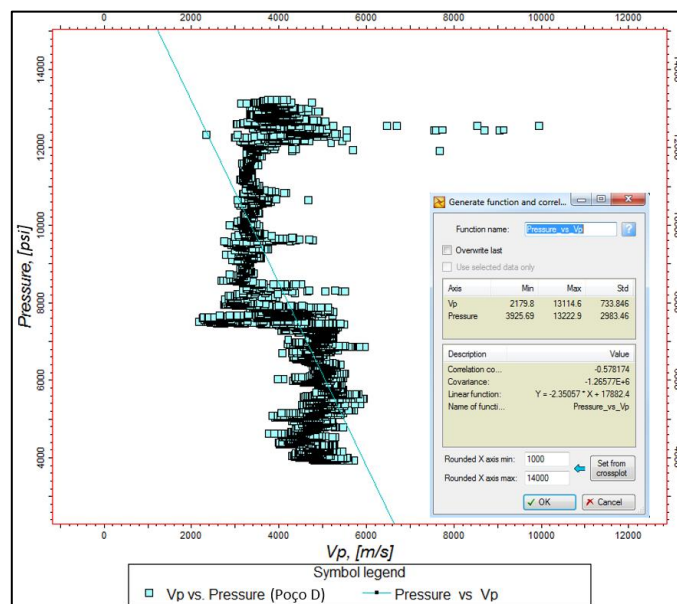 2000 4000 6000 8000 10000 12000
14000
12000
10000
8000
6000
4000
Pressure, [psi]
0 2000 4000 6000 8000 10000 12000
Vp, [m/s]
Generate function and correl...
Function name: Pressure_vs_Vp
Overwrite last
Use selected data only
Axis Min Max Std
Vp 2179.8 13114.6 733.846
Pressure 3925.69 13222.9 2983.46
Description Value
Correlation co... -0.578174
Covariance: -1.26577E+6
Linear function: Y = -2.35057 * X + 17882.4
Name of functi... Pressure_vs_Vp
Rounded X axis min: 1000
Rounded X axis max: 14000
Set from
crossplot
OK Cancel
Symbol legend
Vp vs. Pressure (Poço D) Pressure vs Vp